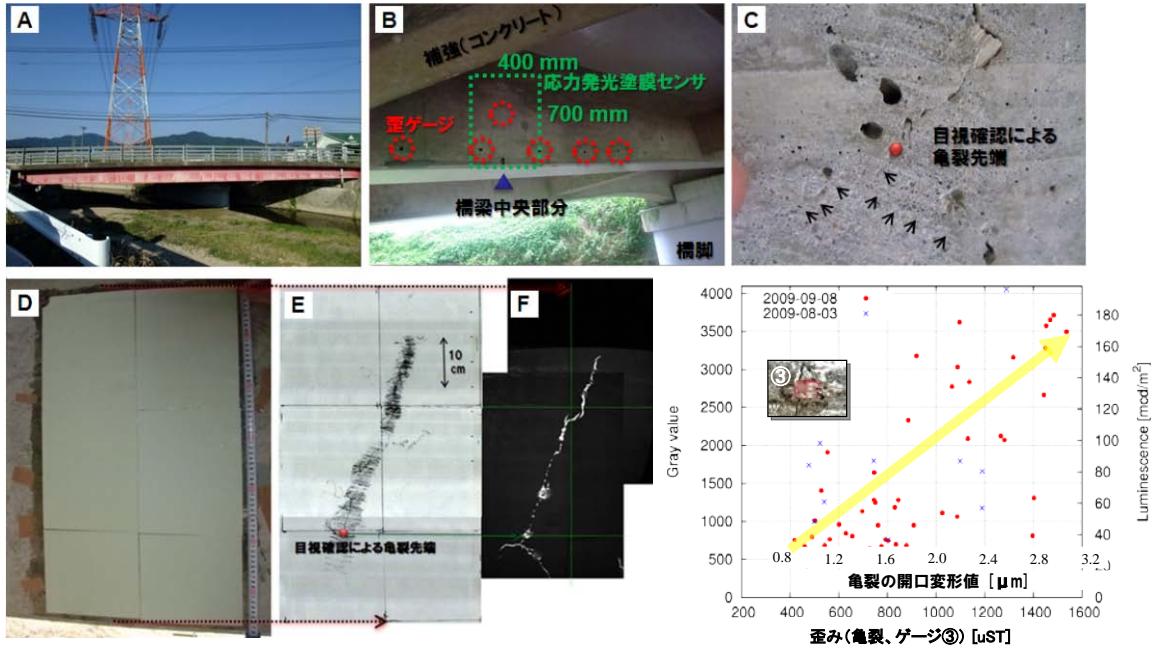 A
B
補強(コンクリート)
400 mm
応力発光塗膜センサ
700 mm
歪ゲージ
橋梁中央部分
橋脚
C
目視確認による
亀裂先端
D
E
10
cm
目視確認による亀裂先端
F
2009-09-08
2009-08-03
③
4000
3500
3000
2500
2000
1500
1000
500
0
Gray value
180
160
140
120
100
80
60
40
20
0
Luminescence [mcd/m²]
0.8 1.2 1.6 2.0 2.4 2.8 3.2
亀裂の開口変形値 [μm]
200 400 600 800 1000 1200 1400 1600
歪み(亀裂、ゲージ③) [uST]